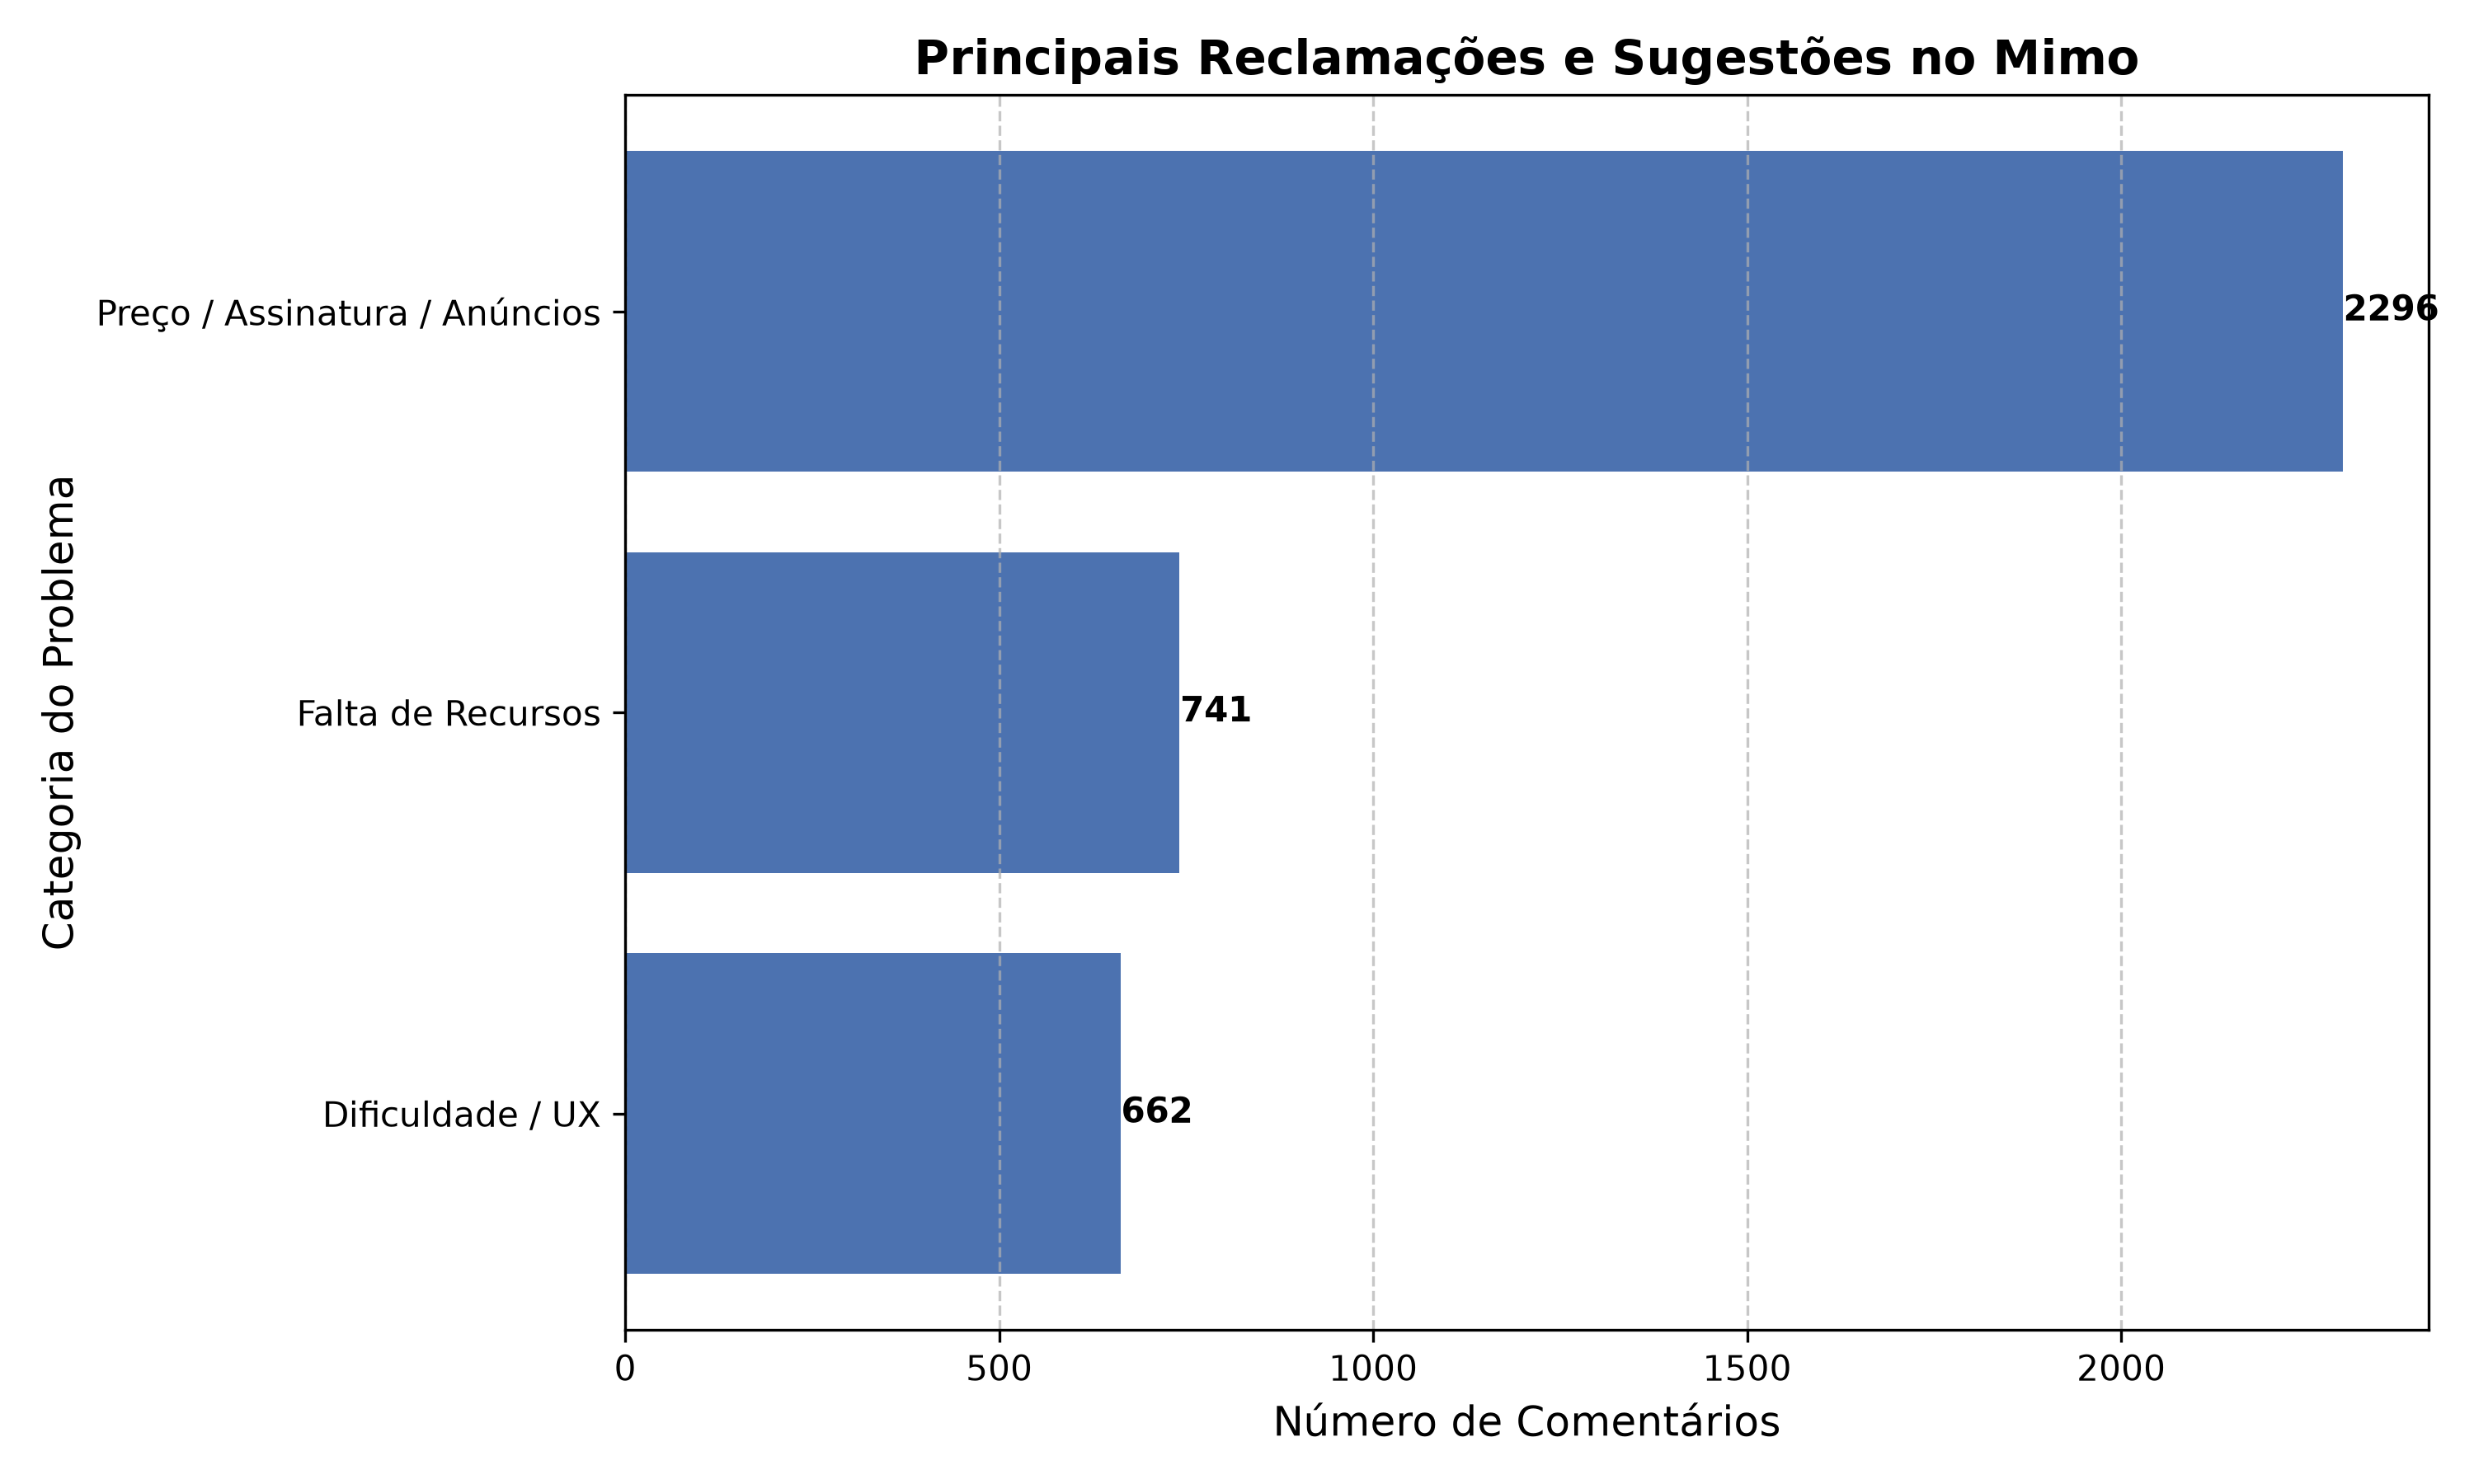 Principais Reclamações e Sugestões no Mimo
Categoria do Problema
Preço / Assinatura / Anúncios
2296
Falta de Recursos
741
Dificuldade / UX
662
0 500 1000 1500 2000
Número de Comentários